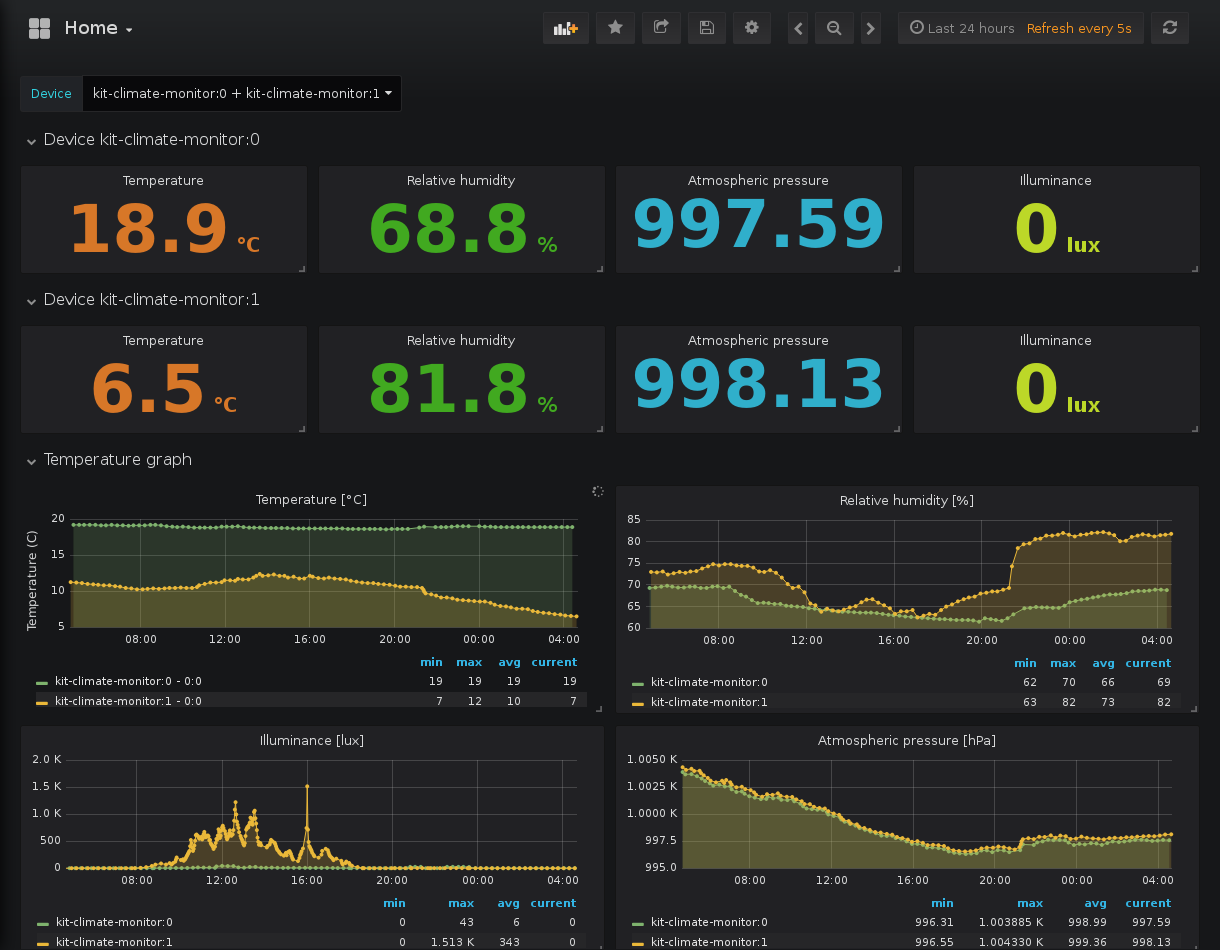 Home
Last 24 hours Refresh every 5s
Device kit-climate-monitor:0 + kit-climate-monitor:1
Device kit-climate-monitor:0
Temperature Relative humidity Atmospheric pressure Illuminance
18.9 °C 68.8 % 997.59 0 lux
Device kit-climate-monitor:1
Temperature Relative humidity Atmospheric pressure Illuminance
6.5 °C 81.8 % 998.13 0 lux
Temperature graph
Temperature [°C]
Temperature (C)
20
15
10
5
08:00 12:00 16:00 20:00 00:00 04:00
min max avg current
kit-climate-monitor:0 - 0:0 19 19 19 19
kit-climate-monitor:1 - 0:0 7 12 10 7
Relative humidity [%]
85
80
75
70
65
60
08:00 12:00 16:00 20:00 00:00 04:00
min max avg current
kit-climate-monitor:0 62 70 66 69
kit-climate-monitor:1 63 82 73 82
Illuminance [lux]
2.0 K
1.5 K
1.0 K
500
0
08:00 12:00 16:00 20:00 00:00 04:00
min max avg current
kit-climate-monitor:0 0 43 6 0
kit-climate-monitor:1 0 1.513 K 343 0
Atmospheric pressure [hPa]
1.0050 K
1.0025 K
1.0000 K
997.5
995.0
08:00 12:00 16:00 20:00 00:00 04:00
min max avg current
kit-climate-monitor:0 996.31 1.003885 K 998.99 997.59
kit-climate-monitor:1 996.55 1.004330 K 999.36 998.13